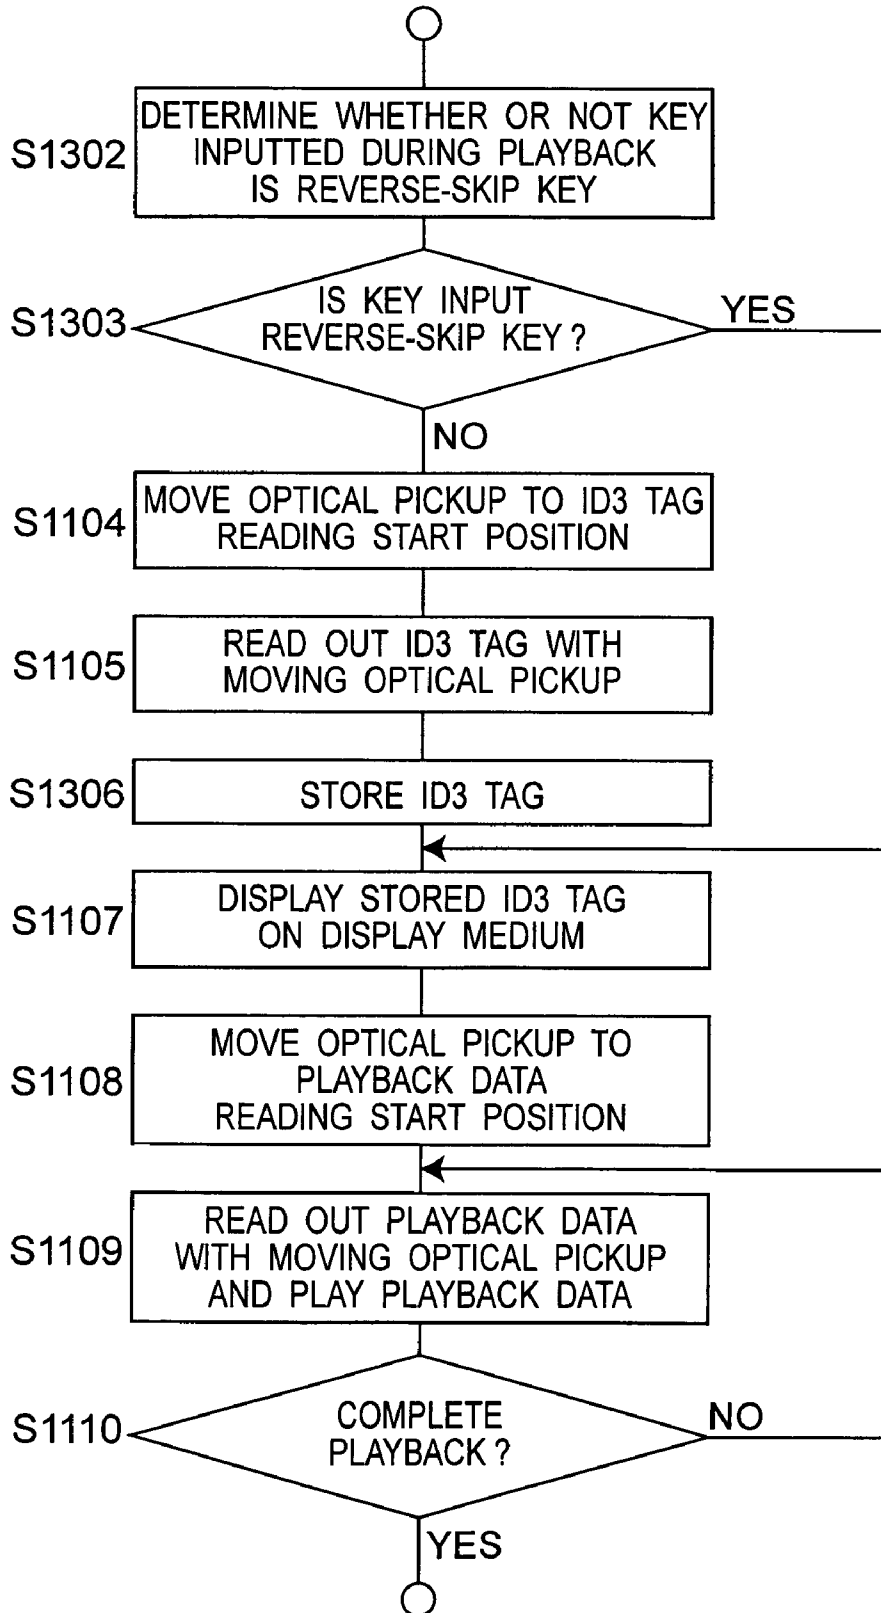 S1302
DETERMINE WHETHER OR NOT KEY
INPUTTED DURING PLAYBACK
IS REVERSE-SKIP KEY
S1303
IS KEY INPUT
REVERSE-SKIP KEY?
YES
NO
S1104
MOVE OPTICAL PICKUP TO ID3 TAG
READING START POSITION
S1105
READ OUT ID3 TAG WITH
MOVING OPTICAL PICKUP
S1306
STORE ID3 TAG
S1107
DISPLAY STORED ID3 TAG
ON DISPLAY MEDIUM
S1108
MOVE OPTICAL PICKUP TO
PLAYBACK DATA
READING START POSITION
S1109
READ OUT PLAYBACK DATA
WITH MOVING OPTICAL PICKUP
AND PLAY PLAYBACK DATA
S1110
COMPLETE
PLAYBACK?
NO
YES